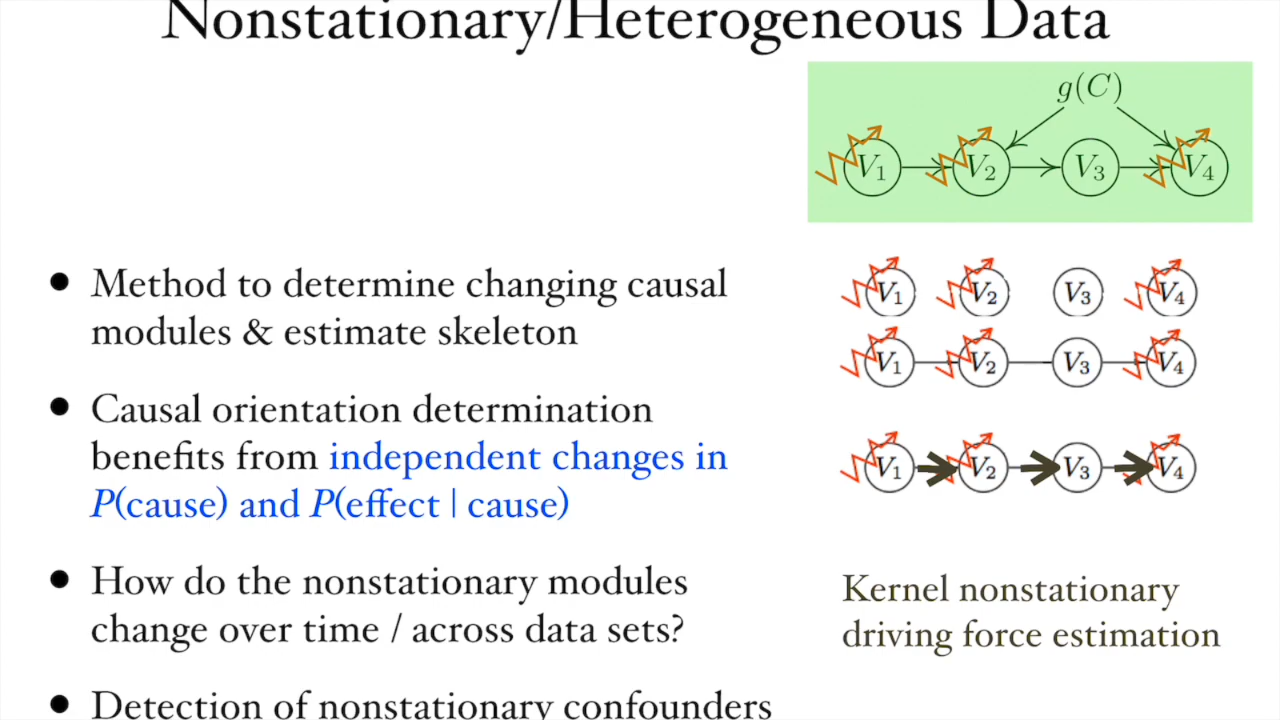 Nonstationary/Heterogeneous Data
g(C)
V1 V2 V3 V4
• Method to determine changing causal
modules & estimate skeleton
V1 V2 V3 V4
V1 V2 V3 V4
• Causal orientation determination
benefits from independent changes in
P(cause) and P(effect | cause)
V1 V2 V3 V4
• How do the nonstationary modules
change over time / across data sets?
Kernel nonstationary
driving force estimation
• Detection of nonstationary confounders